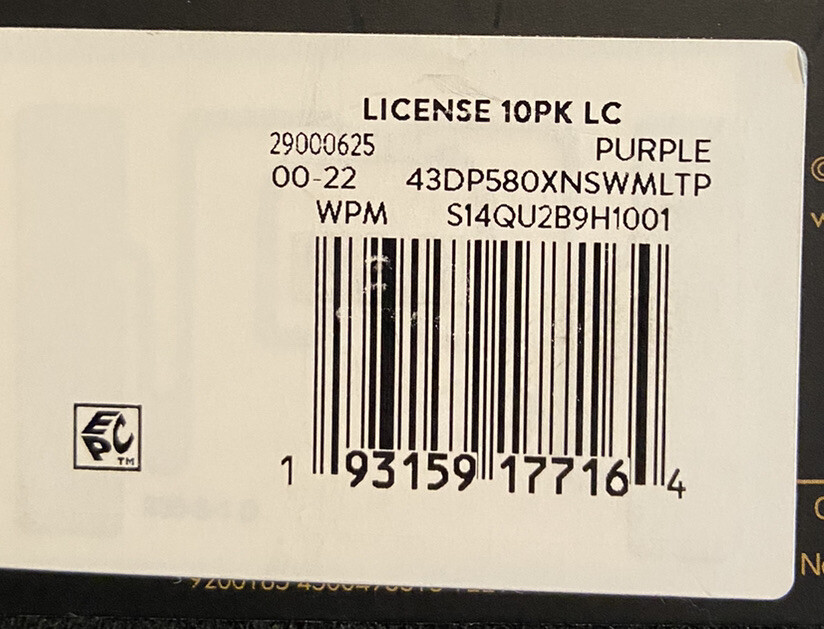 LICENSE 10PK LC
29000625 PURPLE
00-22 43DP580XNSWMLTP
WPM S14QU2B9H1001
EPC TM
1 93159 17716 4